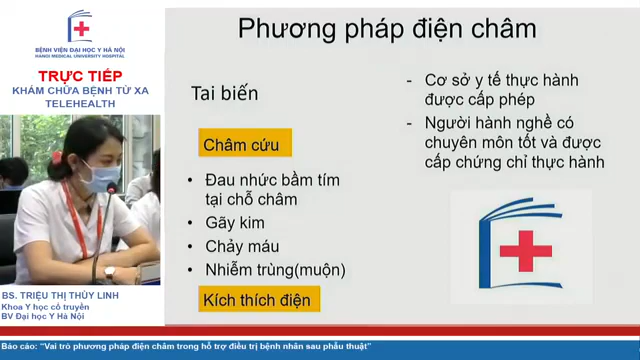 BỆNH VIỆN ĐẠI HỌC Y HÀ NỘI
HANOI MEDICAL UNIVERSITY HOSPITAL
TRỰC TIẾP
KHÁM CHỮA BỆNH TỪ XA
TELEHEALTH
Phương pháp điện châm
Tai biến
Châm cứu
• Đau nhức bầm tím
tại chỗ châm
• Gãy kim
• Chảy máu
• Nhiễm trùng(muộn)
Kích thích điện
- Cơ sở y tế thực hành
được cấp phép
- Người hành nghề có
chuyên môn tốt và được
cấp chứng chỉ thực hành
BS. TRIỆU THỊ THÙY LINH
Khoa Y học cổ truyền
BV Đại học Y Hà Nội
Báo cáo: "Vai trò phương pháp điện châm trong hỗ trợ điều trị bệnh nhân sau phẫu thuật"